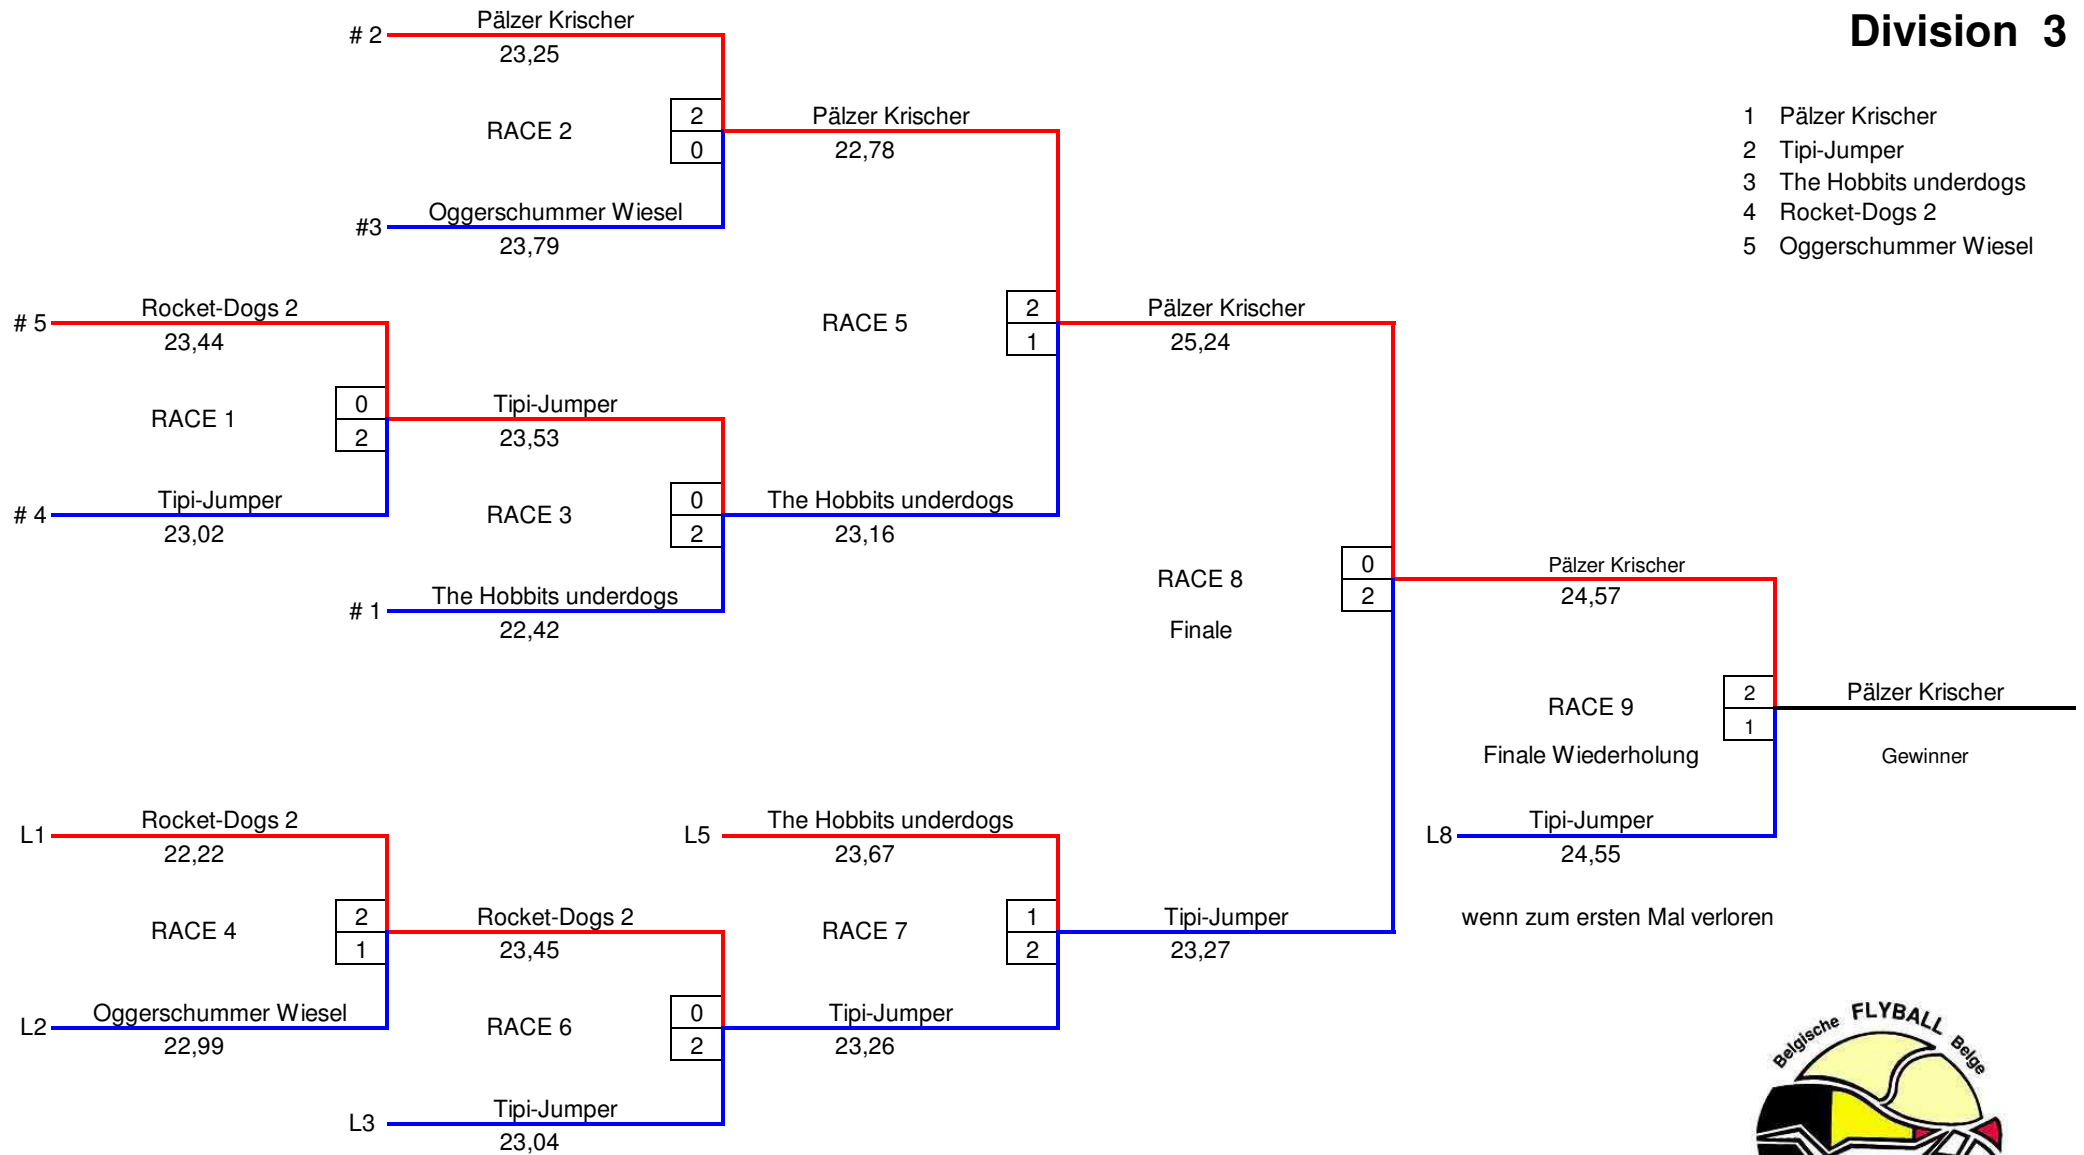 Division 3
1 Pälzer Krischer
2 Tipi-Jumper
3 The Hobbits underdogs
4 Rocket-Dogs 2
5 Oggerschummer Wiesel
# 2
Pälzer Krischer
23,25
RACE 2
2
0
#3
Oggerschummer Wiesel
23,79
Pälzer Krischer
22,78
# 5
Rocket-Dogs 2
23,44
RACE 1
0
2
# 4
Tipi-Jumper
23,02
Tipi-Jumper
23,53
RACE 3
0
2
# 1
The Hobbits underdogs
22,42
RACE 5
2
1
The Hobbits underdogs
23,16
Pälzer Krischer
25,24
RACE 8
Finale
0
2
Pälzer Krischer
24,57
RACE 9
Finale Wiederholung
2
1
Pälzer Krischer
Gewinner
L8
Tipi-Jumper
24,55
wenn zum ersten Mal verloren
L1
Rocket-Dogs 2
22,22
RACE 4
2
1
L2
Oggerschummer Wiesel
22,99
Rocket-Dogs 2
23,45
RACE 6
0
2
L3
Tipi-Jumper
23,04
L5
The Hobbits underdogs
23,67
RACE 7
1
2
Tipi-Jumper
23,26
Tipi-Jumper
23,27
Belgische FLYBALL Belge